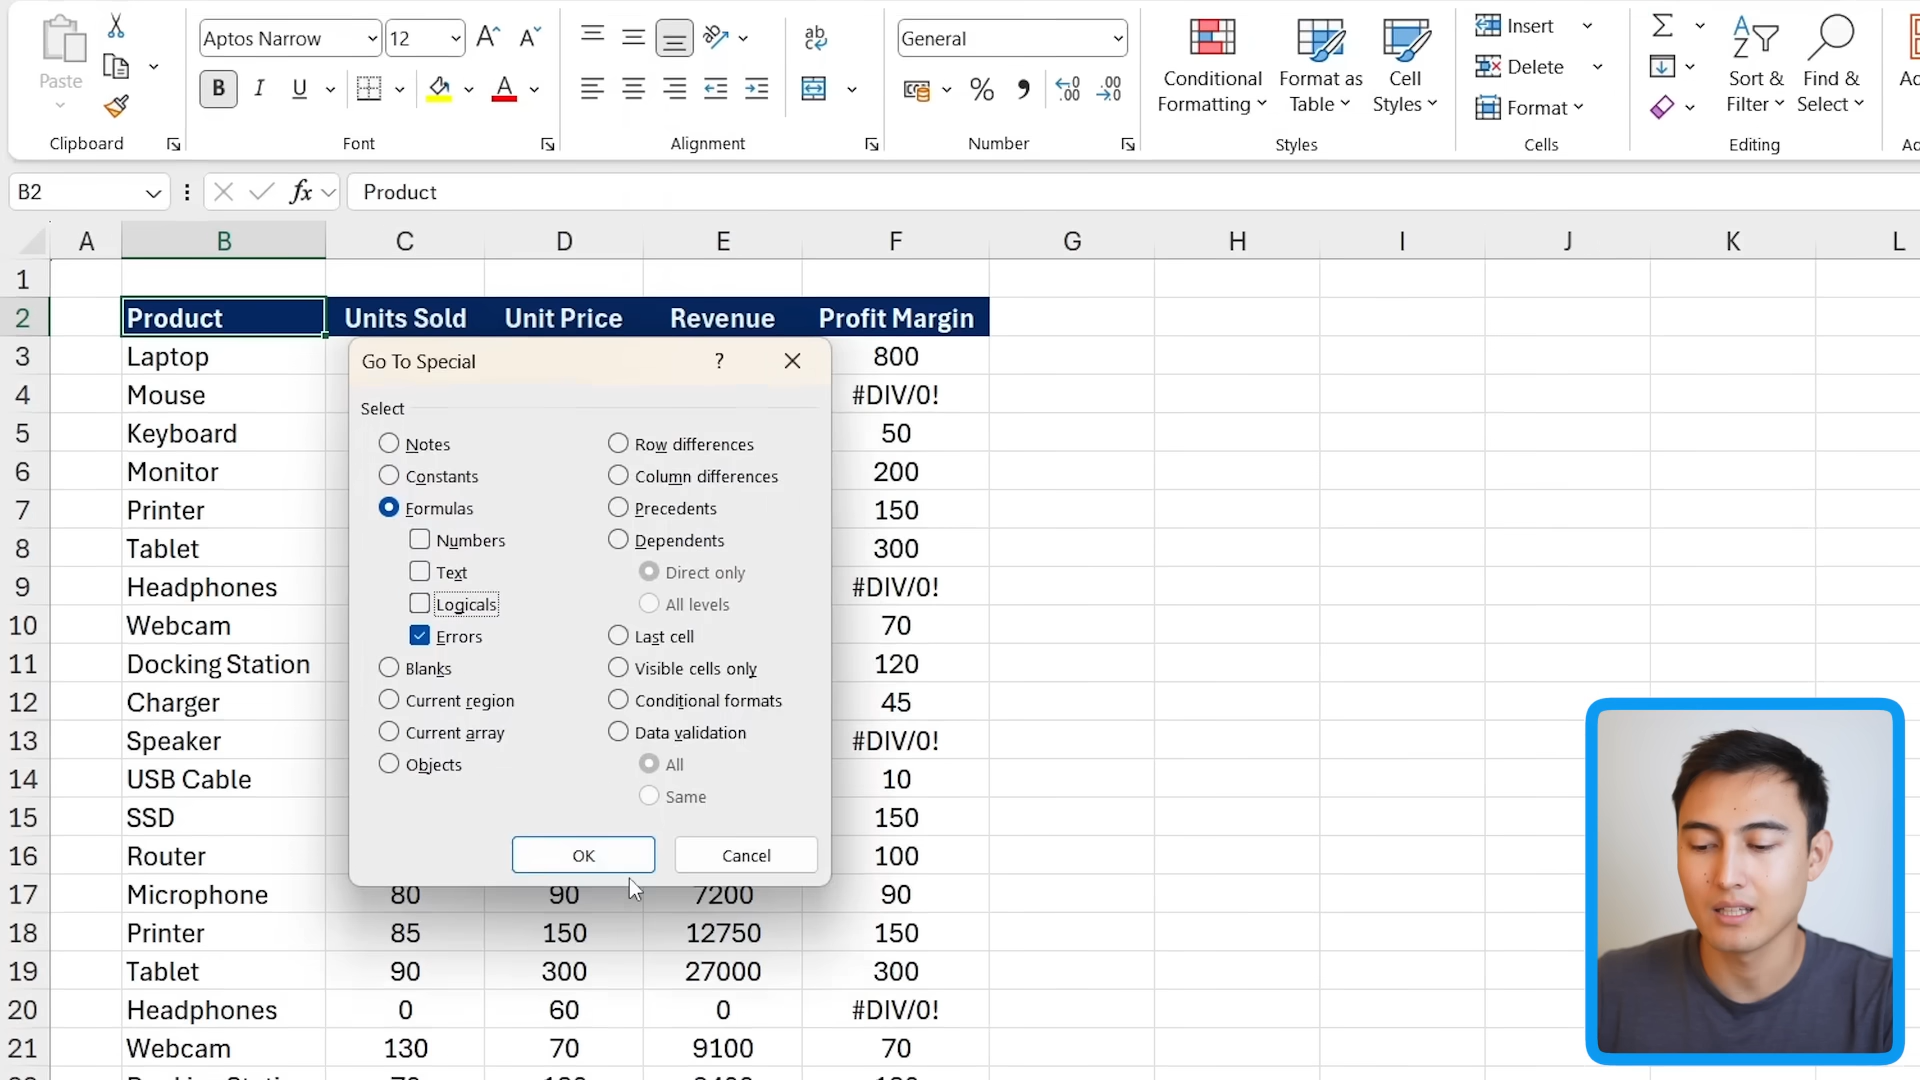 Paste
Clipboard
Aptos Narrow
12
B I U
Font
ab
Alignment
General
%
.00
.00
Number
Conditional Formatting
Format as Table
Cell Styles
Styles
Insert
Delete
Format
Cells
Sort & Filter
Find & Select
Editing
B2
fx
Product
A B C D E F G H I J K L
1
2 Product Units Sold Unit Price Revenue Profit Margin
3 Laptop 800
4 Mouse #DIV/0!
5 Keyboard 50
6 Monitor 200
7 Printer 150
8 Tablet 300
9 Headphones #DIV/0!
10 Webcam 70
11 Docking Station 120
12 Charger 45
13 Speaker #DIV/0!
14 USB Cable 10
15 SSD 150
16 Router 100
17 Microphone 80 90 7200 90
18 Printer 85 150 12750 150
19 Tablet 90 300 27000 300
20 Headphones 0 60 0 #DIV/0!
21 Webcam 130 70 9100 70
Go To Special
?
Select
Notes
Constants
Formulas
Numbers
Text
Logicals
Errors
Blanks
Current region
Current array
Objects
Row differences
Column differences
Precedents
Dependents
Direct only
All levels
Last cell
Visible cells only
Conditional formats
Data validation
All
Same
OK
Cancel